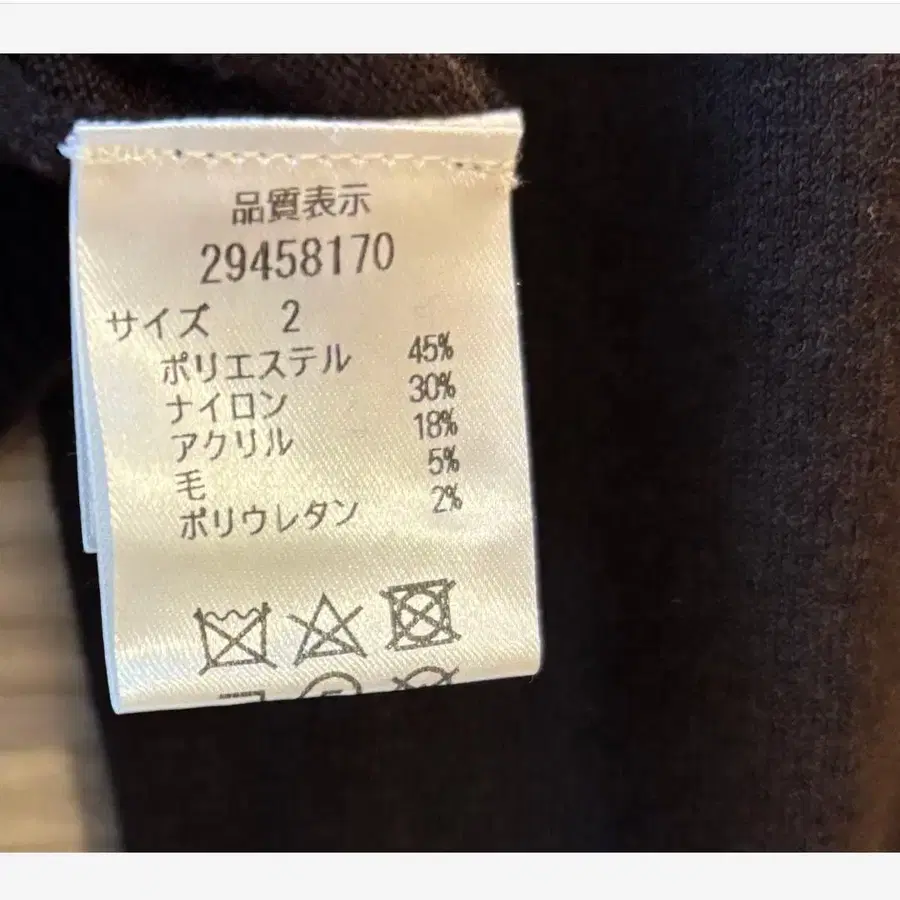 品質表示
29458170
サイズ 2
ポリエステル 45%
ナイロン 30%
アクリル 18%
毛 5%
ポリウレタン 2%